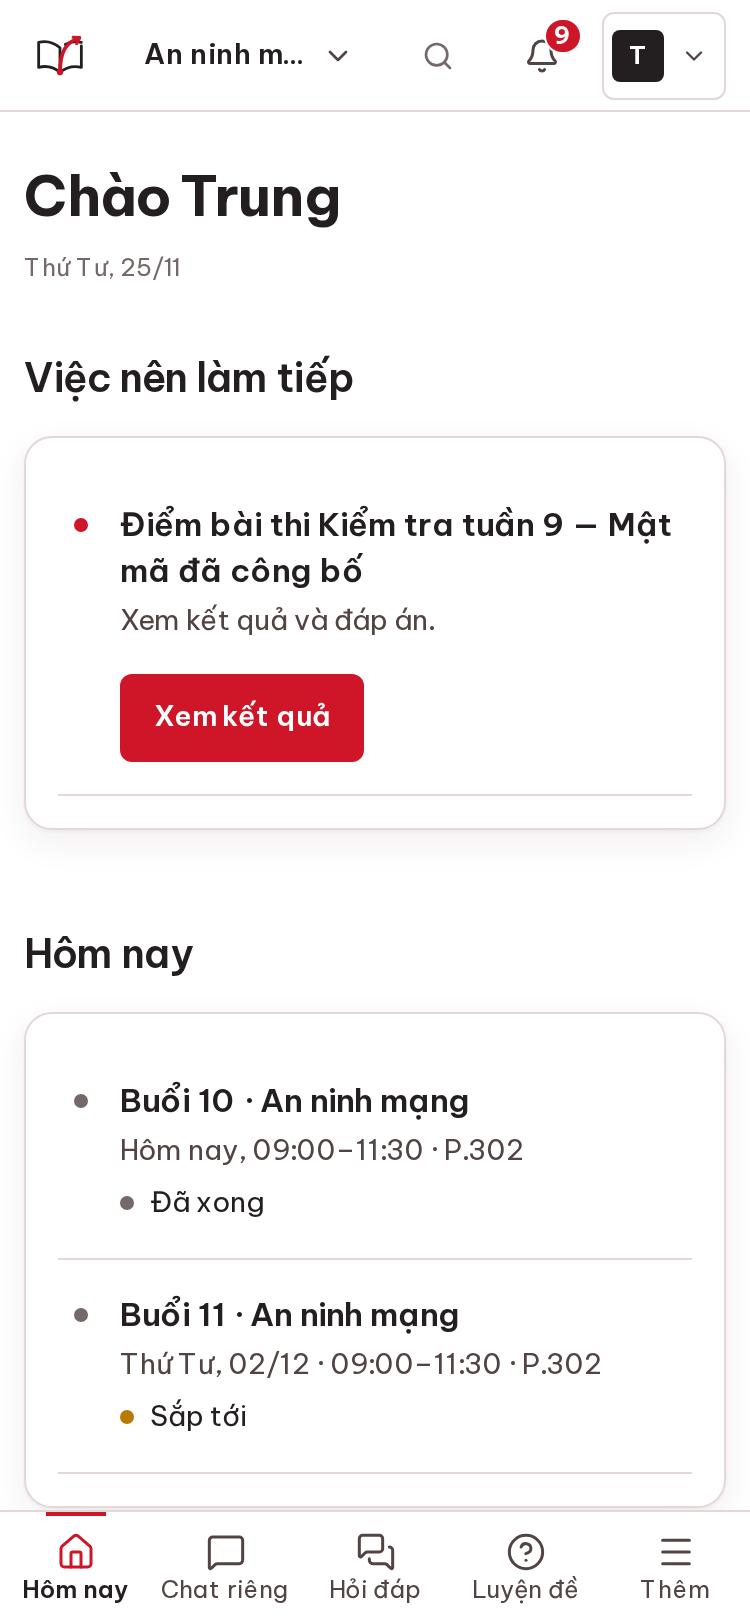 An ninh m...
9
T
Chào Trung
Thứ Tư, 25/11
Việc nên làm tiếp
Điểm bài thi Kiểm tra tuần 9 — Mật
mã đã công bố
Xem kết quả và đáp án.
Xem kết quả
Hôm nay
Buổi 10 · An ninh mạng
Hôm nay, 09:00–11:30 · P.302
Đã xong
Buổi 11 · An ninh mạng
Thứ Tư, 02/12 · 09:00–11:30 · P.302
Sắp tới
Hôm nay
Chat riêng
Hỏi đáp
Luyện đề
Thêm